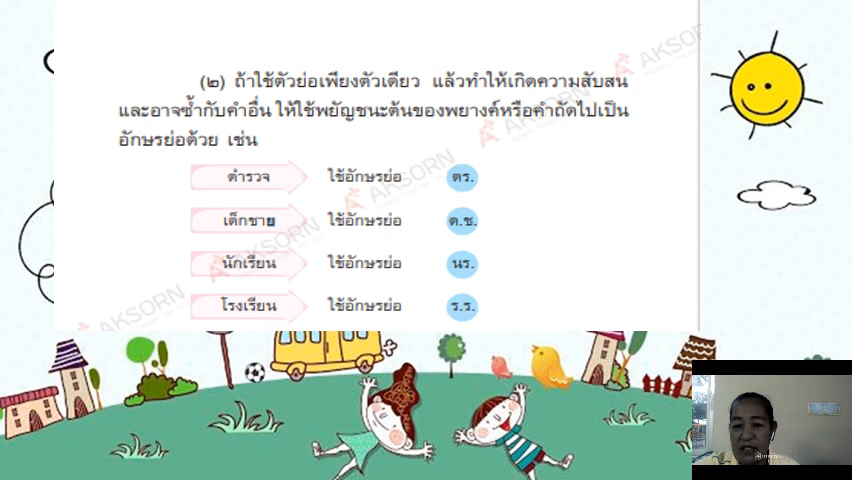 (๒) ถ้าใช้ตัวย่อเพียงตัวเดียว แล้วทำให้เกิดความสับสน
และอาจซ้ำกับคำอื่น ให้ใช้พยัญชนะต้นของพยางค์หรือคำถัดไปเป็น
อักษรย่อด้วย เช่น
ตำรวจ ใช้อักษรย่อ ตร.
เด็กชาย ใช้อักษรย่อ ด.ช.
นักเรียน ใช้อักษรย่อ นร.
โรงเรียน ใช้อักษรย่อ ร.ร.
AKSORN
AKSORN
AKSORN
AKSORN
AKSORN